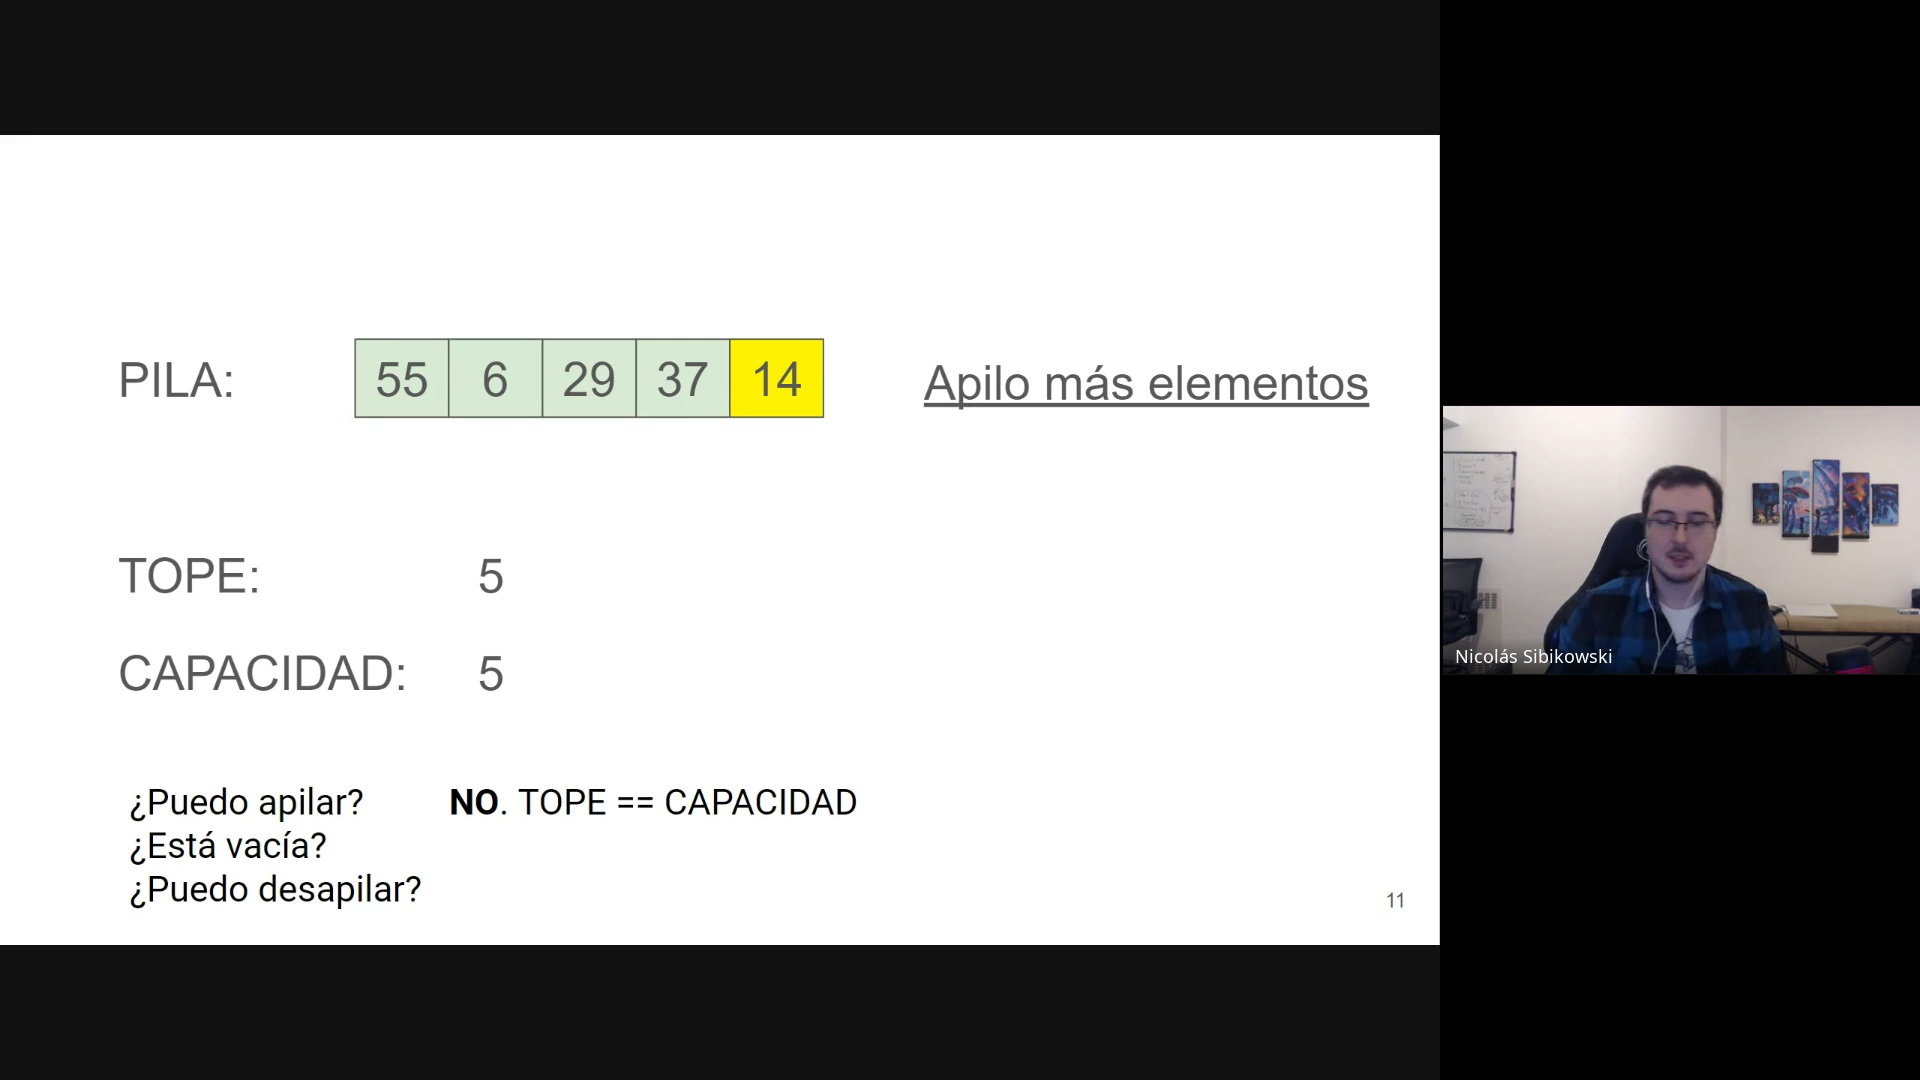 PILA: 55 6 29 37 14 Apilo más elementos
TOPE: 5
CAPACIDAD: 5
¿Puedo apilar? NO. TOPE == CAPACIDAD
¿Está vacía?
¿Puedo desapilar?
11
Nicolás Sibikowski